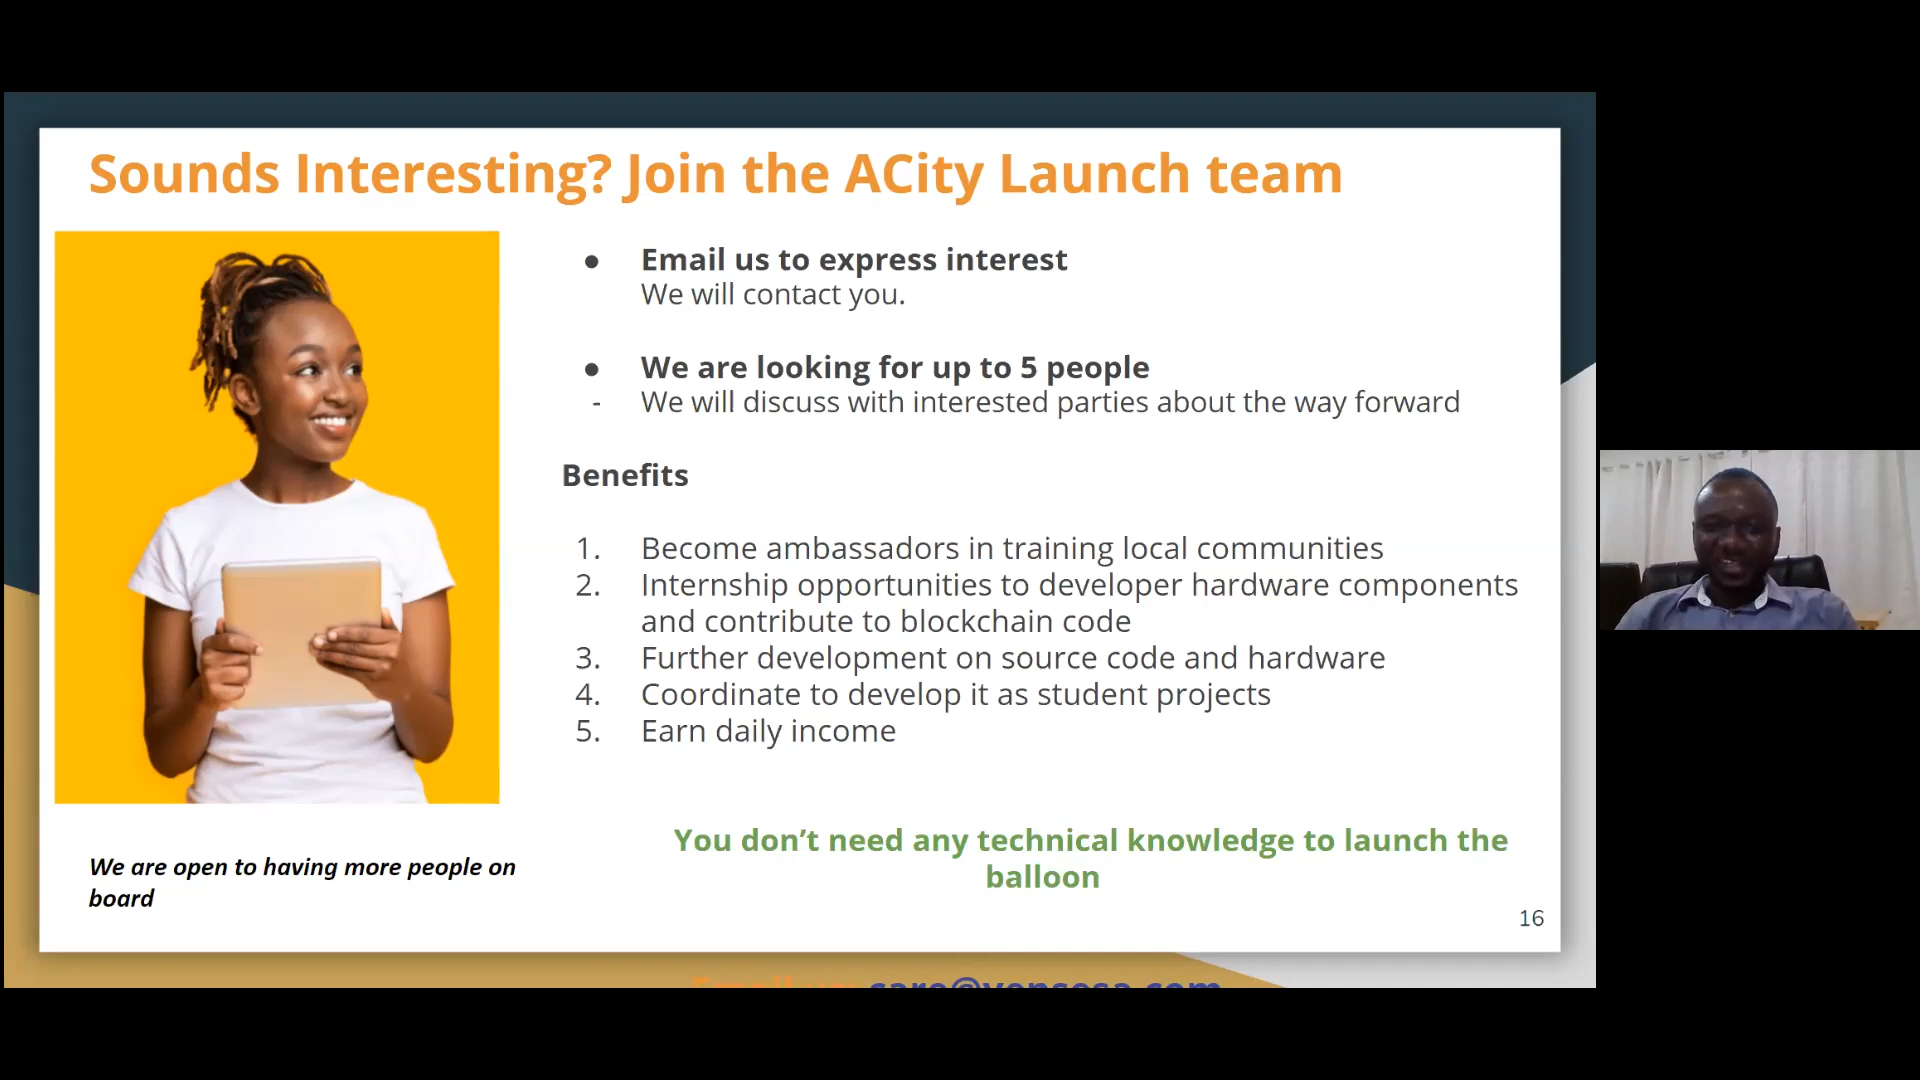 Sounds Interesting? Join the ACity Launch team
● Email us to express interest
We will contact you.
● We are looking for up to 5 people
- We will discuss with interested parties about the way forward
Benefits
1. Become ambassadors in training local communities
2. Internship opportunities to developer hardware components
and contribute to blockchain code
3. Further development on source code and hardware
4. Coordinate to develop it as student projects
5. Earn daily income
You don’t need any technical knowledge to launch the
balloon
We are open to having more people on
board
16